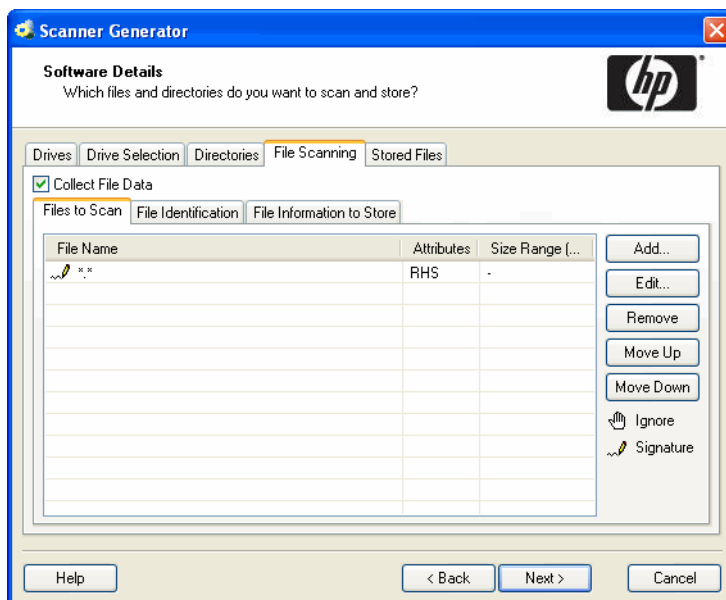 Scanner Generator
Software Details
Which files and directories do you want to scan and store?
hp
Drives Drive Selection Directories File Scanning Stored Files
Collect File Data
Files to Scan File Identification File Information to Store
File Name Attributes Size Range (... Add...
*.* RHS - Edit...
Remove
Move Up
Move Down
Ignore
Signature
Help < Back Next > Cancel